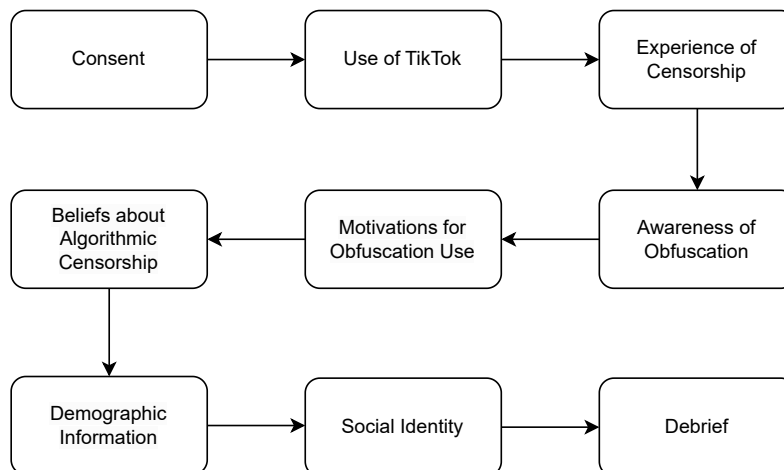 Consent
Use of TikTok
Experience of
Censorship
Awareness of
Obfuscation
Motivations for
Obfuscation Use
Beliefs about
Algorithmic
Censorship
Demographic
Information
Social Identity
Debrief